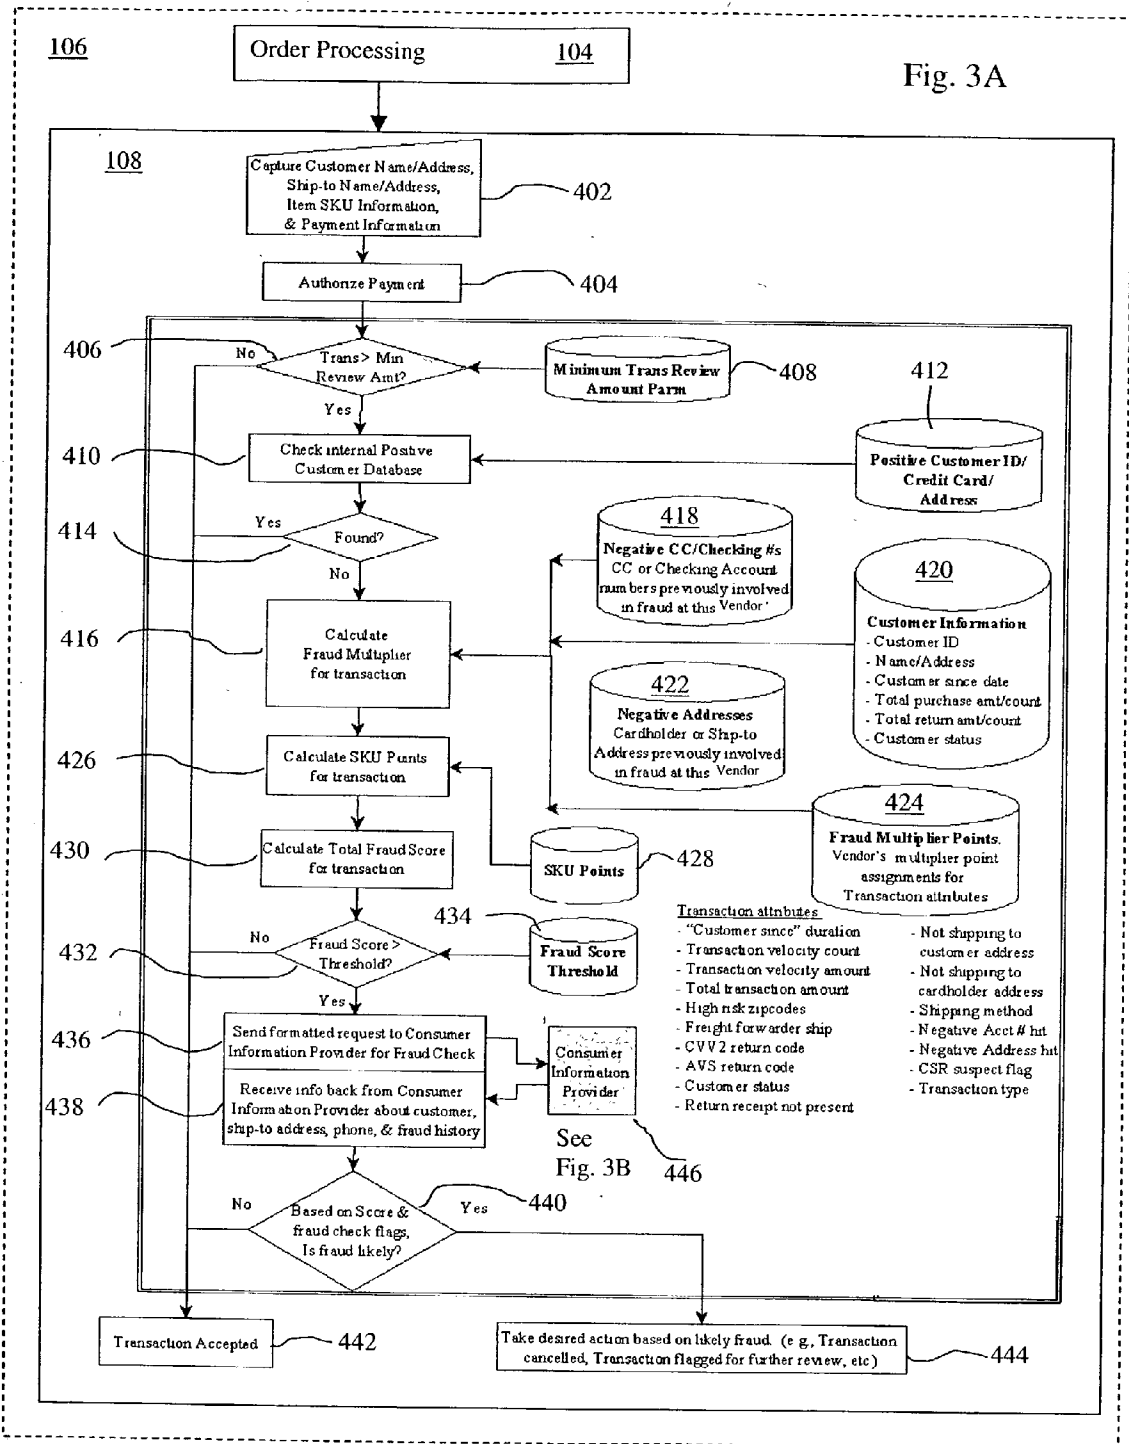 106
Order Processing 104
Fig. 3A
108
Capture Customer Name/Address,
Ship-to Name/Address,
Item SKU Information,
& Payment Information
402
Authorize Payment
404
406
No
Trans> Min
Review Amt?
Minimum Trans Review
Amount Parm
408
Yes
412
Positive Customer ID/
Credit Card/
Address
410
Check internal Positive
Customer Database
414
Yes
Found?
No
418
Negative CC/Checking #s
CC or Checking Account
numbers previously involved
in fraud at this Vendor
420
Customer Information
- Customer ID
- Name/Address
- Customer since date
- Total purchase amt/count
- Total return amt/count
- Customer status
416
Calculate
Fraud Multiplier
for transaction
422
Negative Addresses
Cardholder or Ship-to
Address previously involved
in fraud at this Vendor
426
Calculate SKU Points
for transaction
424
Fraud Multiplier Points.
Vendor's multiplier point
assignments for
Transaction attributes
430
Calculate Total Fraud Score
for transaction
SKU Points
428
432
No
Fraud Score >
Threshold?
434
Fraud Score
Threshold
Yes
Transaction attributes
- "Customer since" duration
- Transaction velocity count
- Transaction velocity amount
- Total transaction amount
- High risk zipcodes
- Freight forwarder ship
- CVV2 return code
- AVS return code
- Customer status
- Return receipt not present
- Not shipping to
customer address
- Not shipping to
cardholder address
- Shipping method
- Negative Acct # hit
- Negative Address hit
- CSR suspect flag
- Transaction type
436
Send formatted request to Consumer
Information Provider for Fraud Check
438
Receive info back from Consumer
Information Provider about customer,
ship-to address, phone, & fraud history
Consumer
Information
Provider
See
Fig. 3B
446
440
No
Based on Score &
fraud check flags,
Is fraud likely?
Yes
Transaction Accepted
442
Take desired action based on likely fraud. (e g, Transaction
cancelled, Transaction flagged for further review, etc)
444